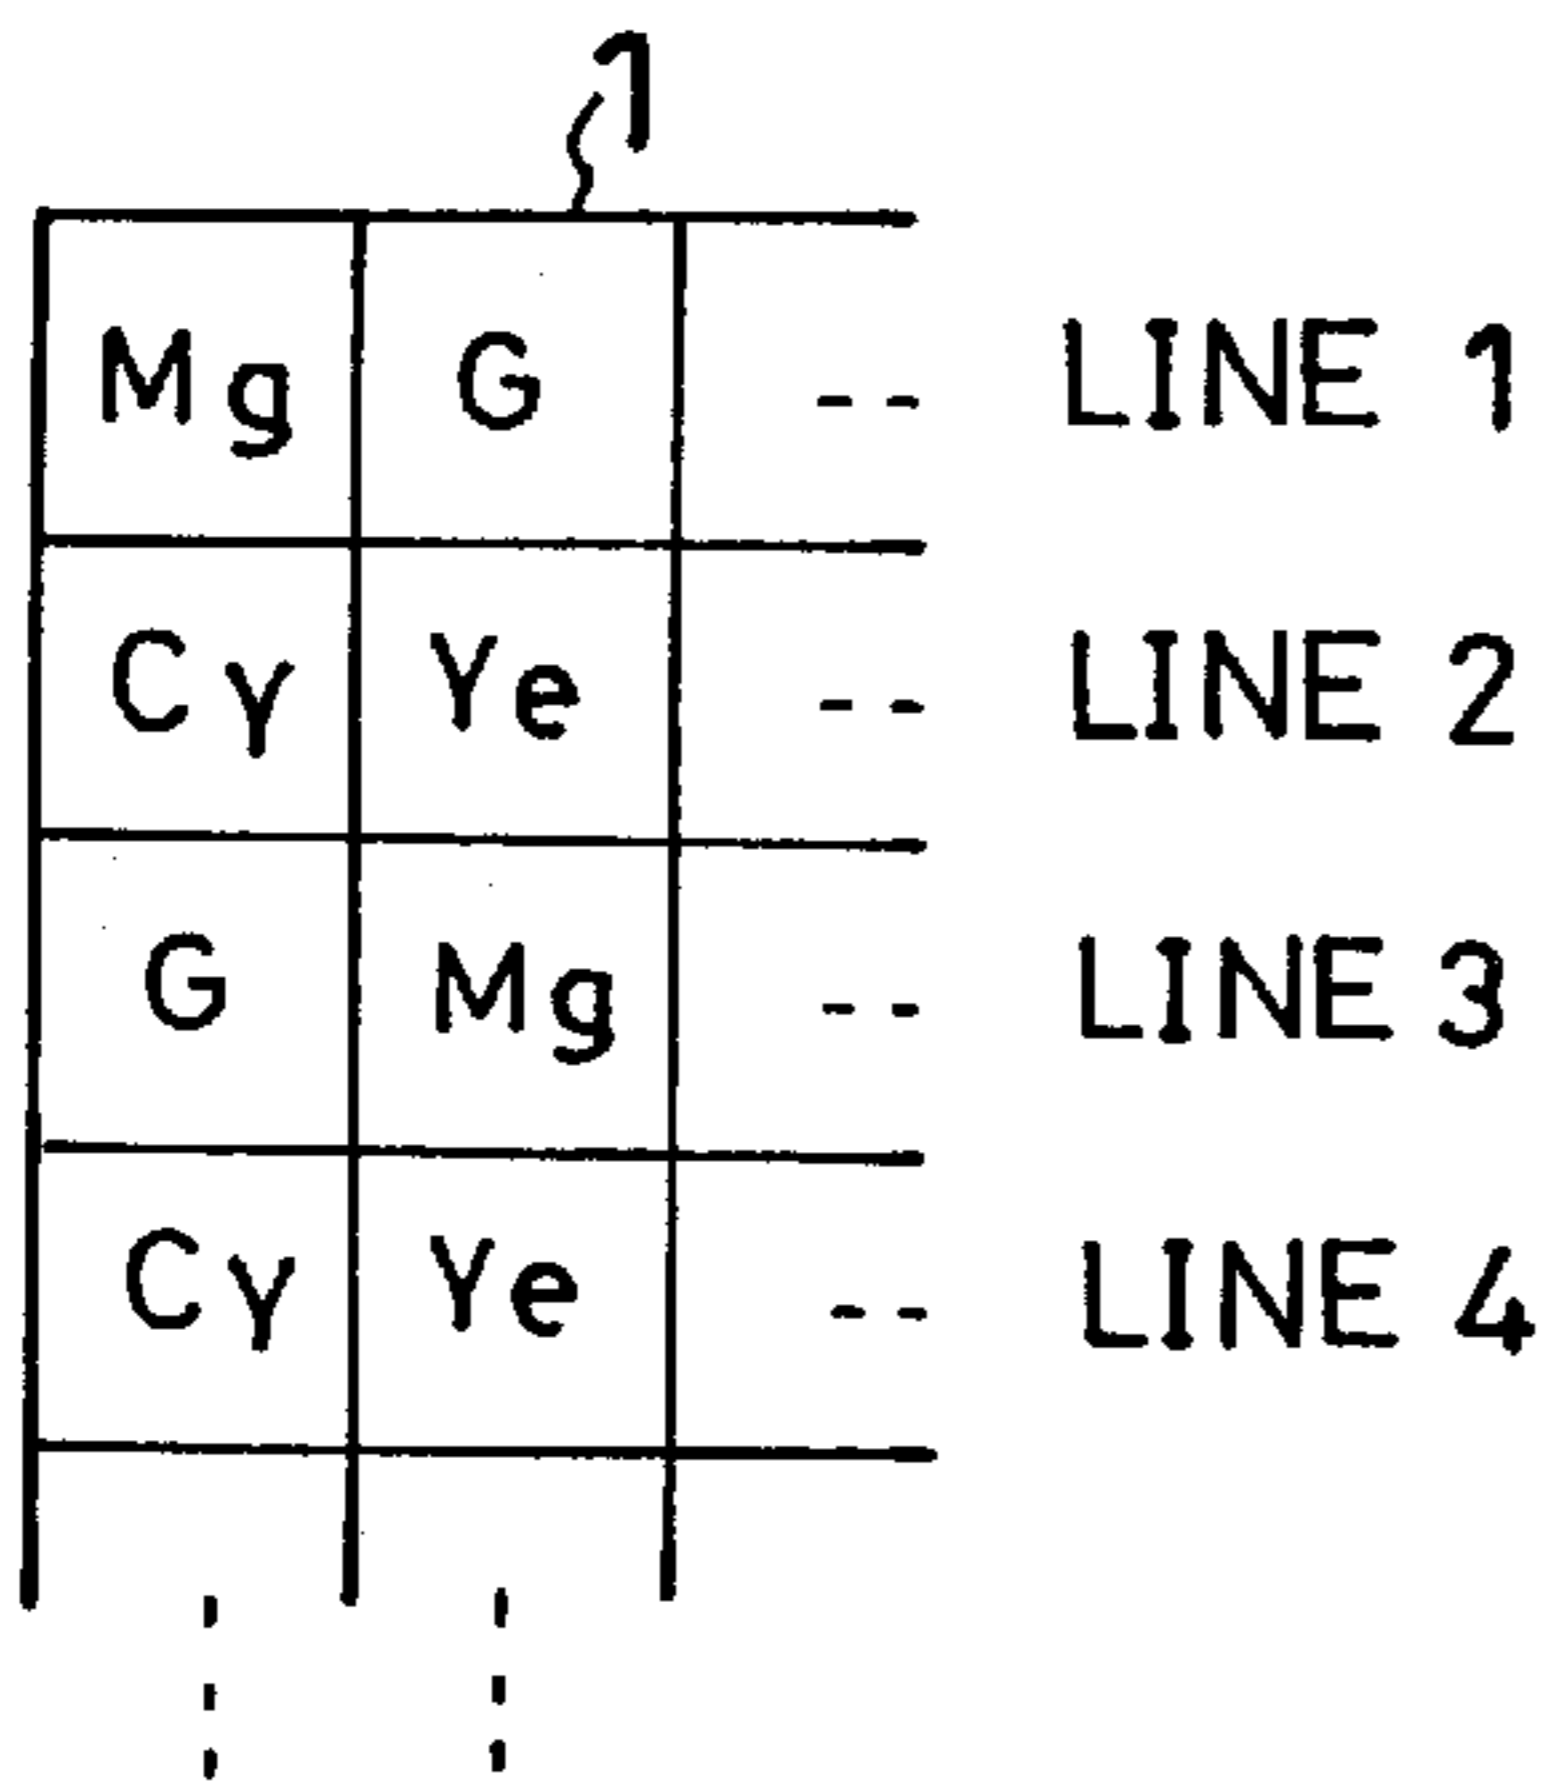 1
Mg G -- LINE 1
Cy Ye -- LINE 2
G Mg -- LINE 3
Cy Ye -- LINE 4